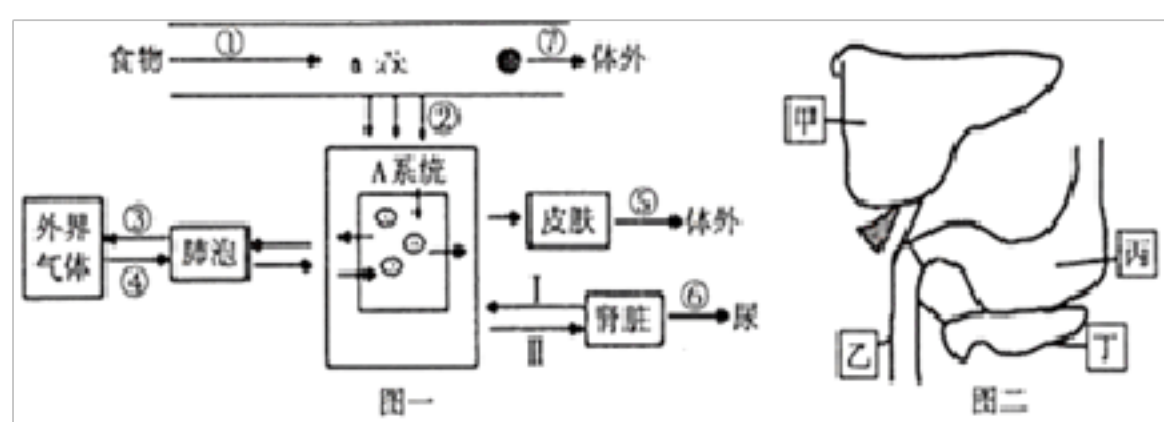 食物 ① ⑦ 体外
②
A系统
外界气体 ③ ④ 肺泡
皮肤 ⑤ 体外
Ⅰ
Ⅲ
肾脏 ⑥ 尿
图一
甲
乙
丙
丁
图二